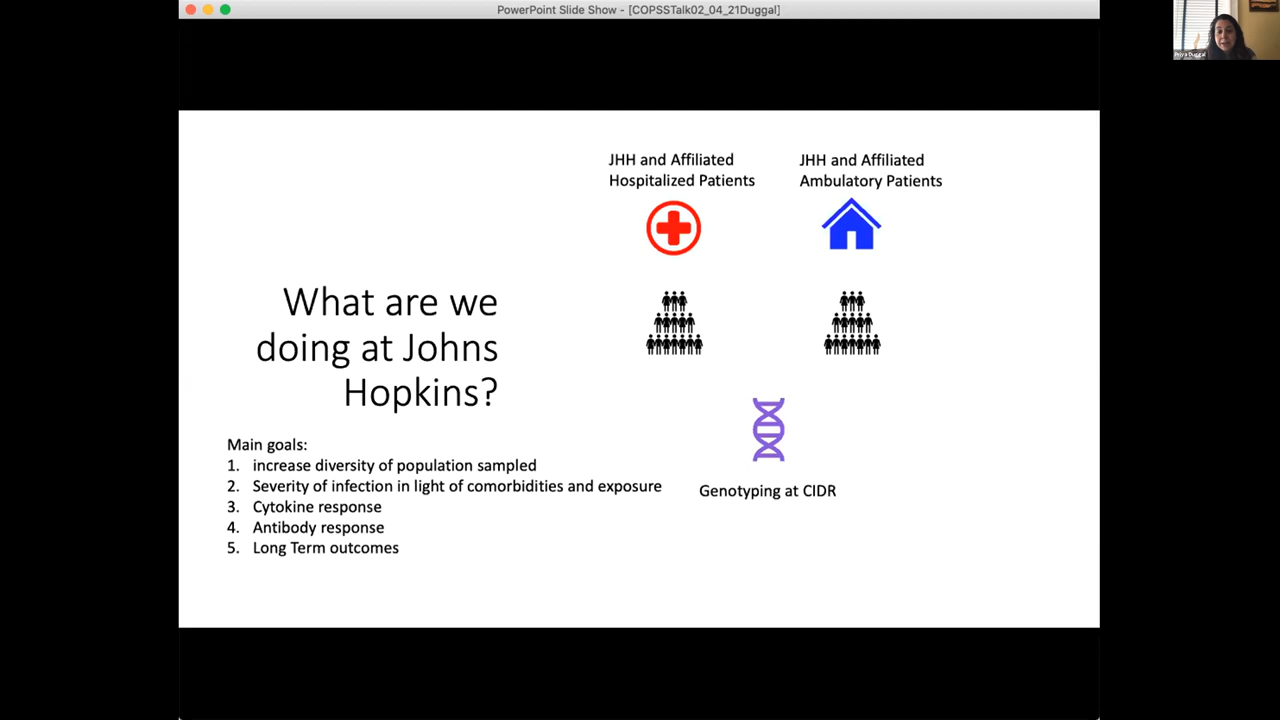 PowerPoint Slide Show - [COPSSTalk02_04_21Duggal]
Priya Duggal
JHH and Affiliated
Hospitalized Patients
JHH and Affiliated
Ambulatory Patients
What are we
doing at Johns
Hopkins?
Main goals:
1. increase diversity of population sampled
2. Severity of infection in light of comorbidities and exposure
3. Cytokine response
4. Antibody response
5. Long Term outcomes
Genotyping at CIDR